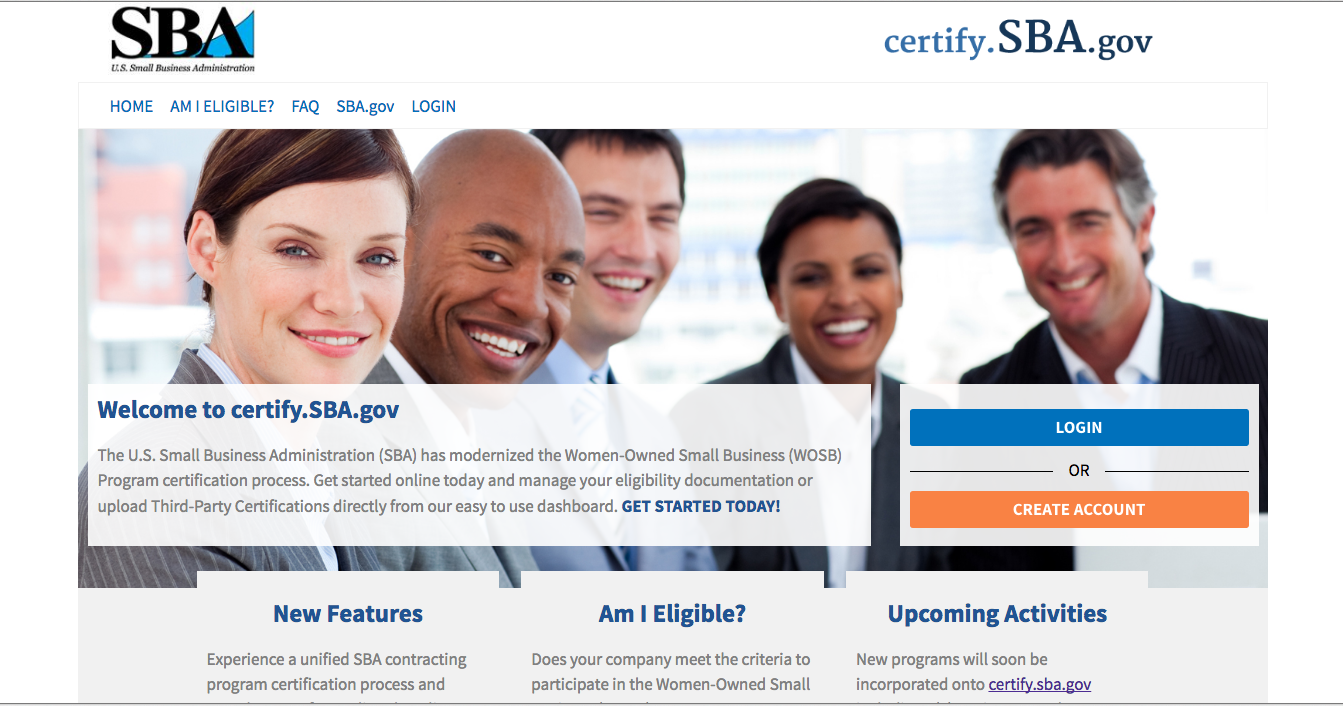 SBA
U.S. Small Business Administration
certify.SBA.gov
HOME AM I ELIGIBLE? FAQ SBA.gov LOGIN
Welcome to certify.SBA.gov
The U.S. Small Business Administration (SBA) has modernized the Women-Owned Small Business (WOSB)
Program certification process. Get started online today and manage your eligibility documentation or
upload Third-Party Certifications directly from our easy to use dashboard. GET STARTED TODAY!
LOGIN
OR
CREATE ACCOUNT
New Features
Experience a unified SBA contracting
program certification process and
Am I Eligible?
Does your company meet the criteria to
participate in the Women-Owned Small
Upcoming Activities
New programs will soon be
incorporated onto certify.sba.gov